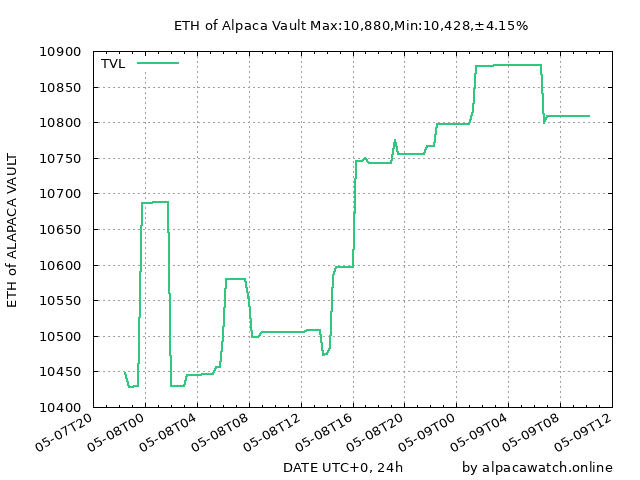 ETH of Alpaca Vault Max:10,880,Min:10,428,±4.15%
TVL
10900
10850
10800
10750
10700
10650
10600
10550
10500
10450
10400
ETH of ALAPACA VAULT
05-07T20
05-08T00
05-08T04
05-08T08
05-08T12
05-08T16
05-08T20
05-09T00
05-09T04
05-09T08
05-09T12
DATE UTC+0, 24h
by alpacawatch.online